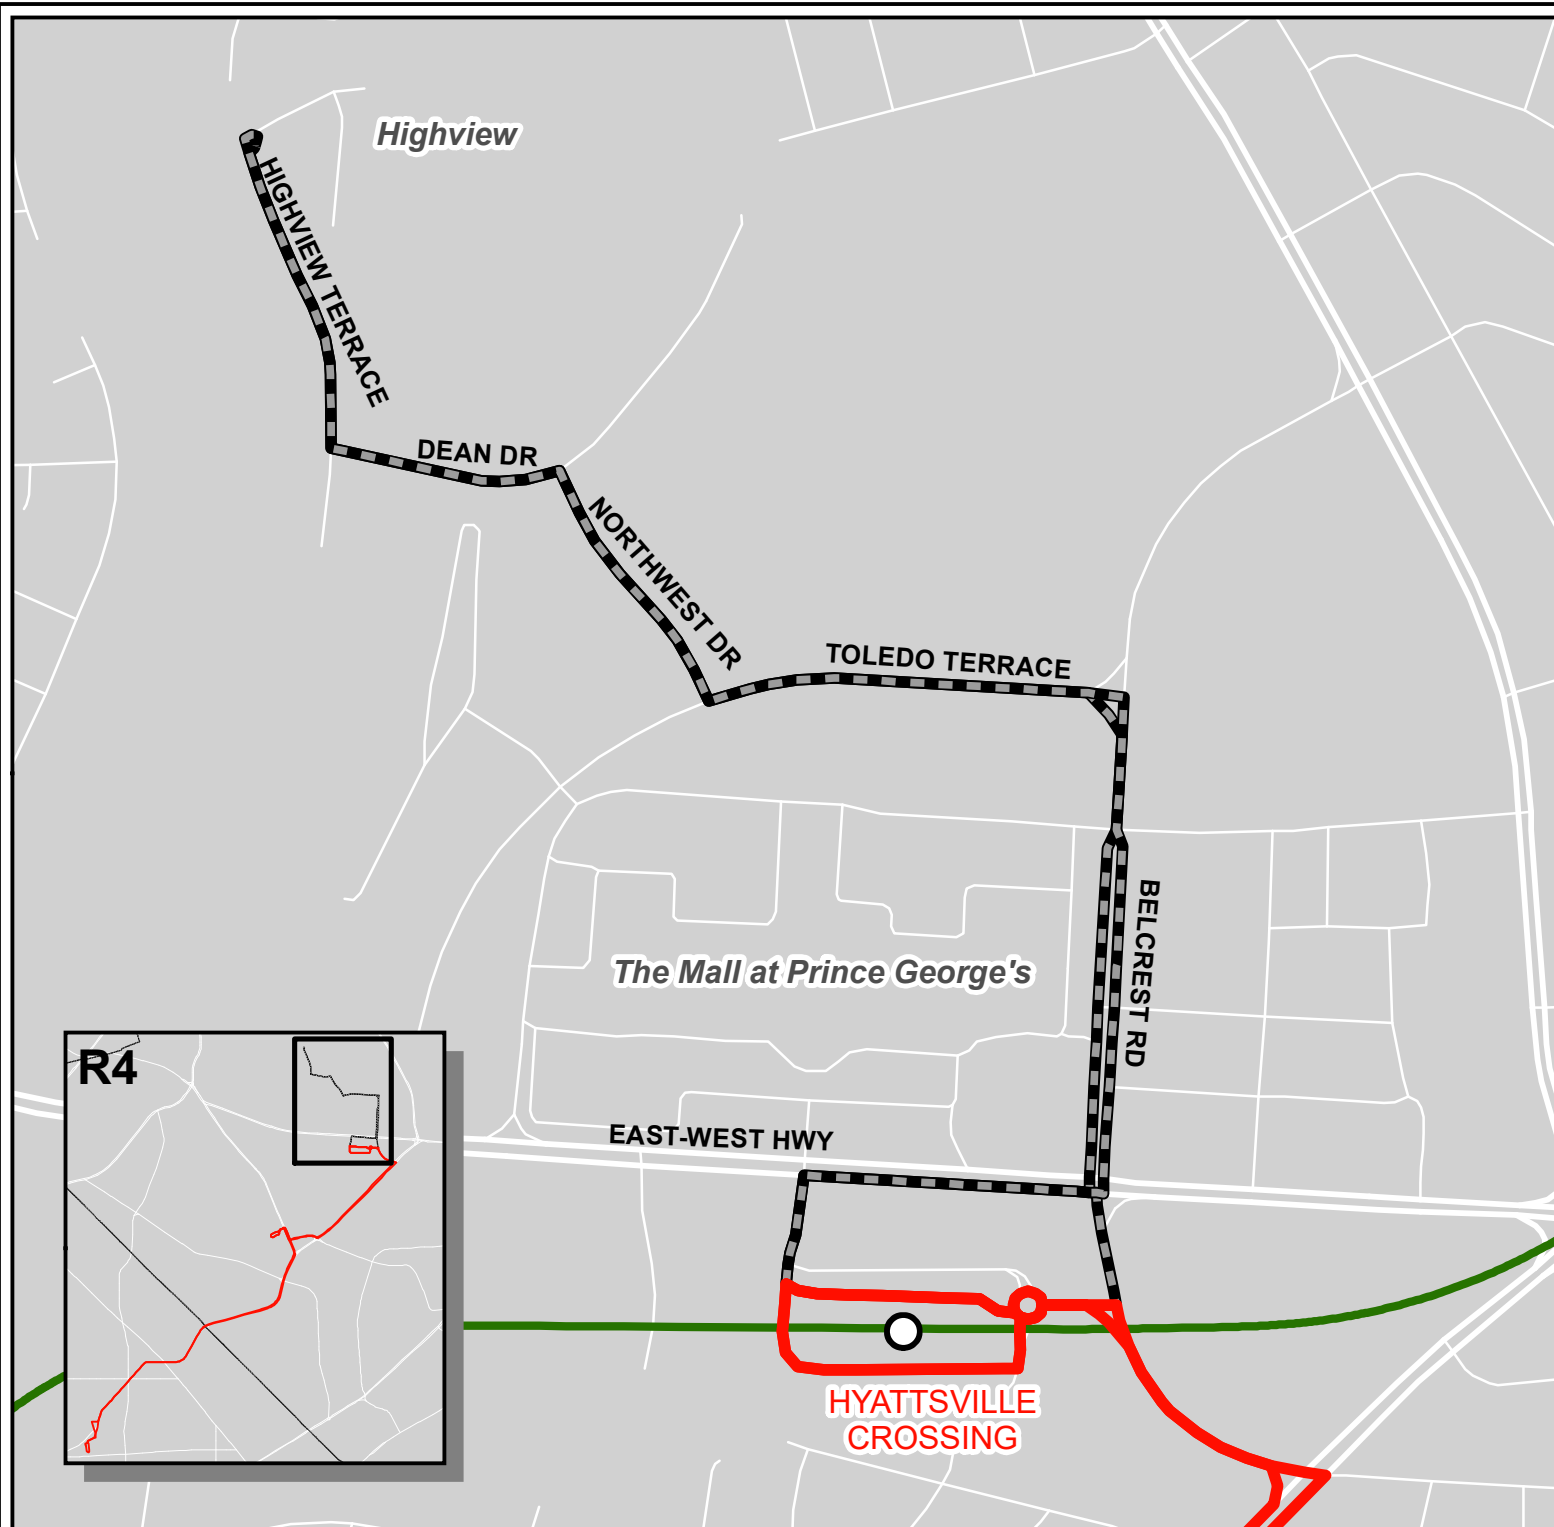 Highview
HIGHVIEW TERRACE
DEAN DR
NORTHWEST DR
TOLEDO TERRACE
BELCREST RD
The Mall at Prince George's
R4
EAST-WEST HWY
HYATTSVILLE
CROSSING